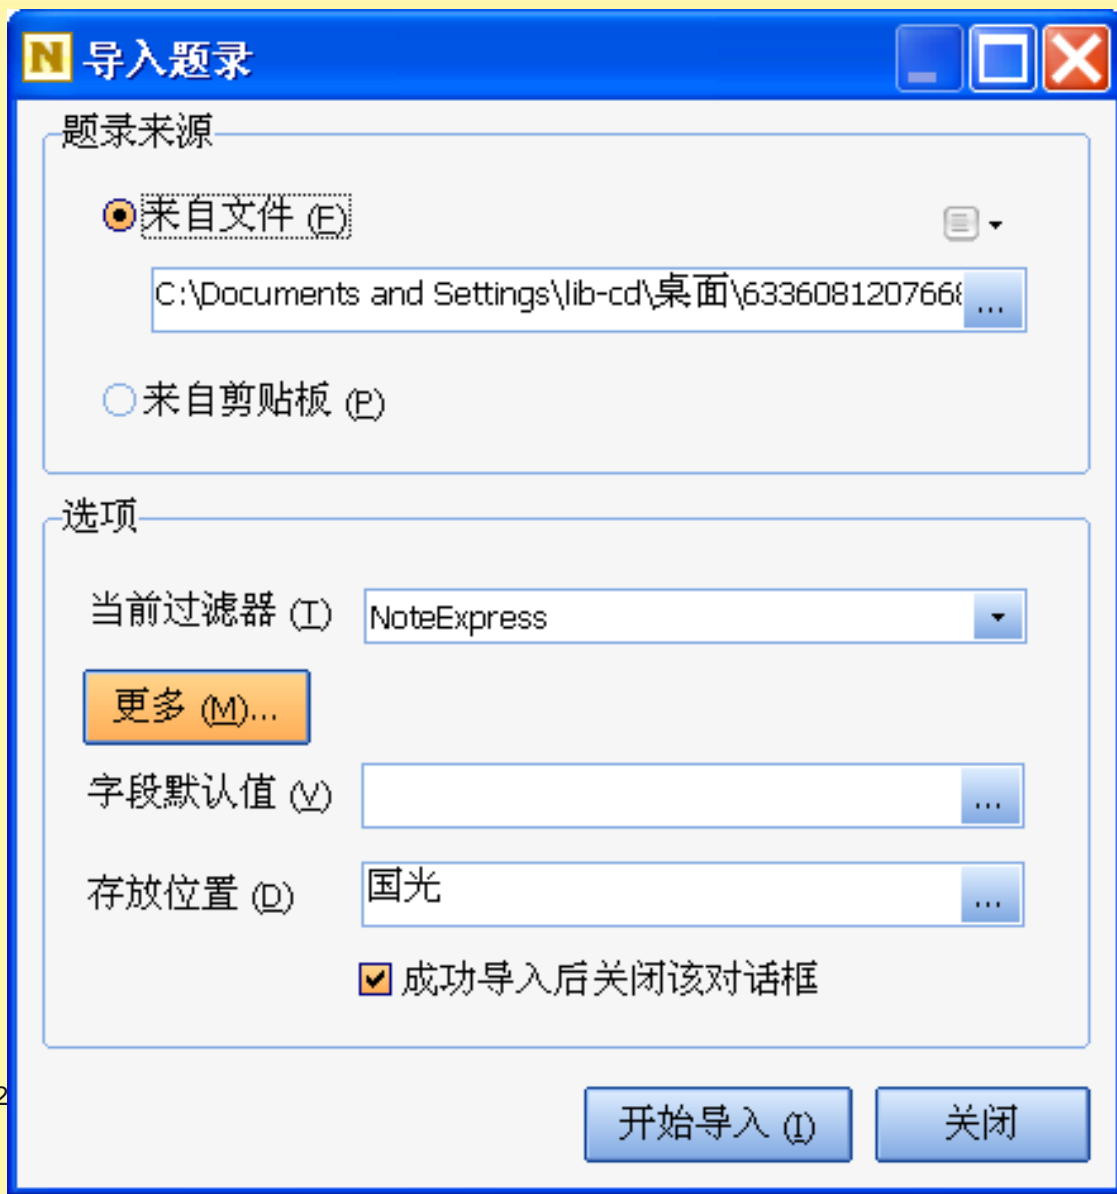 N 导入题录
题录来源
来自文件 (F)
C:\Documents and Settings\lib-cd\桌面\6336081207668
...
来自剪贴板 (P)
选项
当前过滤器 (T) NoteExpress
更多 (M)...
字段默认值 (V) ...
存放位置 (D) 国光 ...
成功导入后关闭该对话框
2
开始导入 (I) 关闭